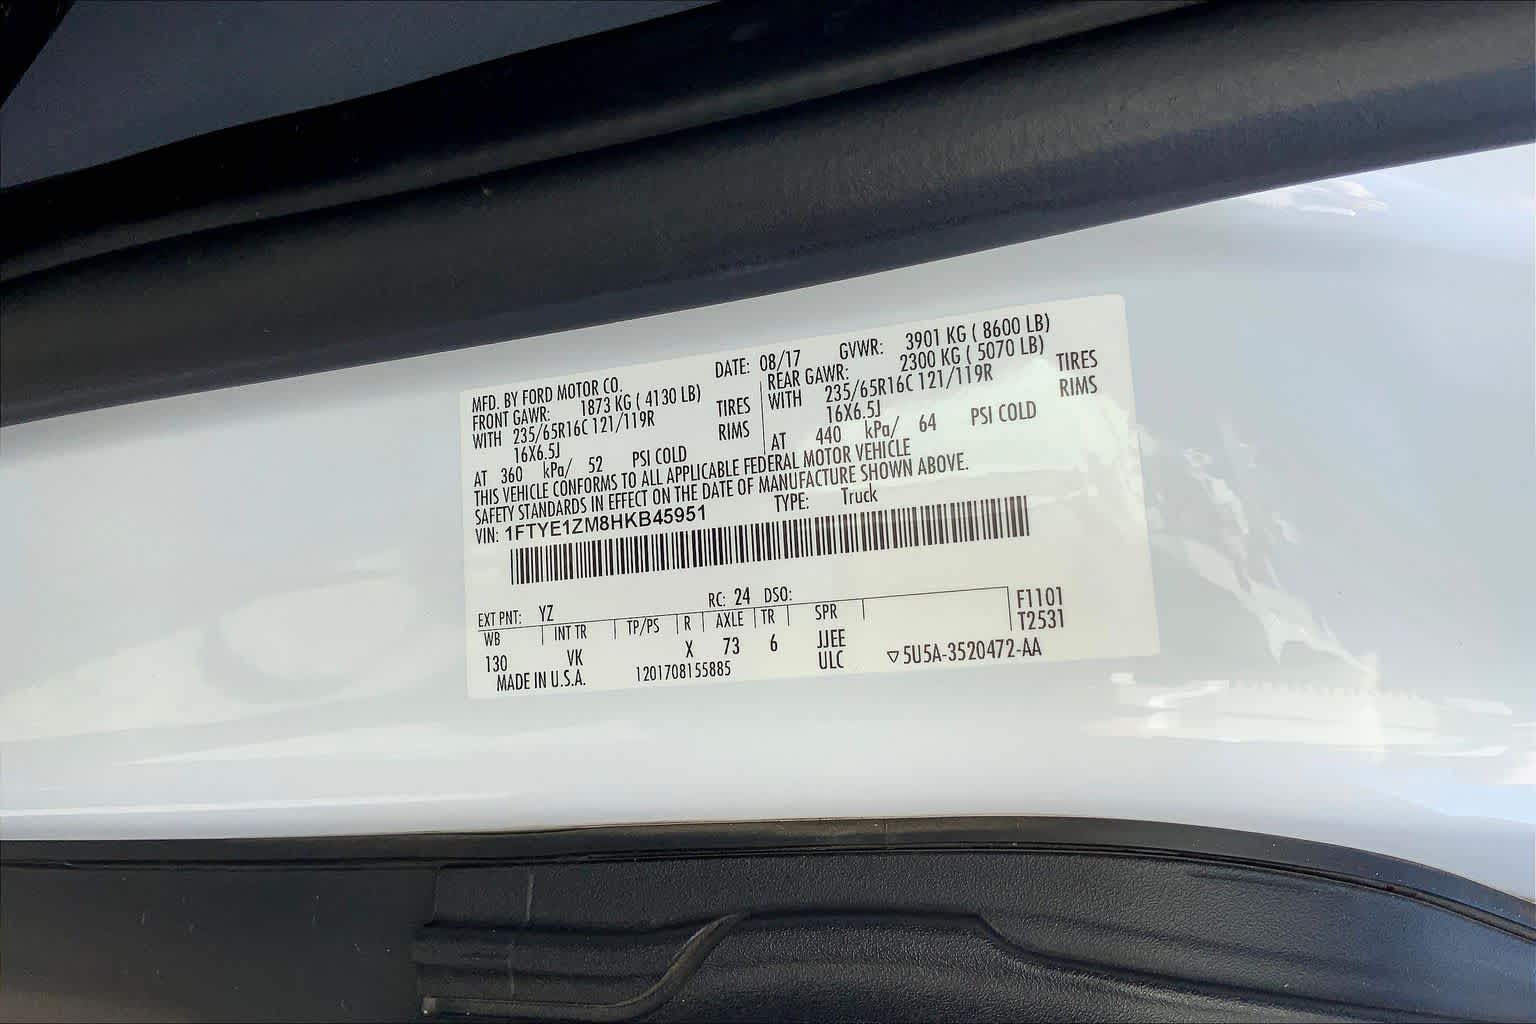 MFD. BY FORD MOTOR CO. DATE: 08/17 GVWR: 3901 KG ( 8600 LB)
FRONT GAWR: 1873 KG ( 4130 LB) REAR GAWR: 2300 KG ( 5070 LB)
WITH 235/65R16C 121/119R TIRES WITH 235/65R16C 121/119R TIRES
16X6.5J RIMS 16X6.5J RIMS
AT 360 kPa/ 52 PSI COLD AT 440 kPa/ 64 PSI COLD
THIS VEHICLE CONFORMS TO ALL APPLICABLE FEDERAL MOTOR VEHICLE
SAFETY STANDARDS IN EFFECT ON THE DATE OF MANUFACTURE SHOWN ABOVE.
VIN: 1FTYE1ZM8HKB45951 TYPE: Truck
EXT PNT: YZ RC: 24 DSO: F1101
WB INT TR TP/PS R AXLE TR SPR T2531
130 VK X 73 6 JJEE
MADE IN U.S.A. 1201708155885 ULC ▽5U5A-3520472-AA